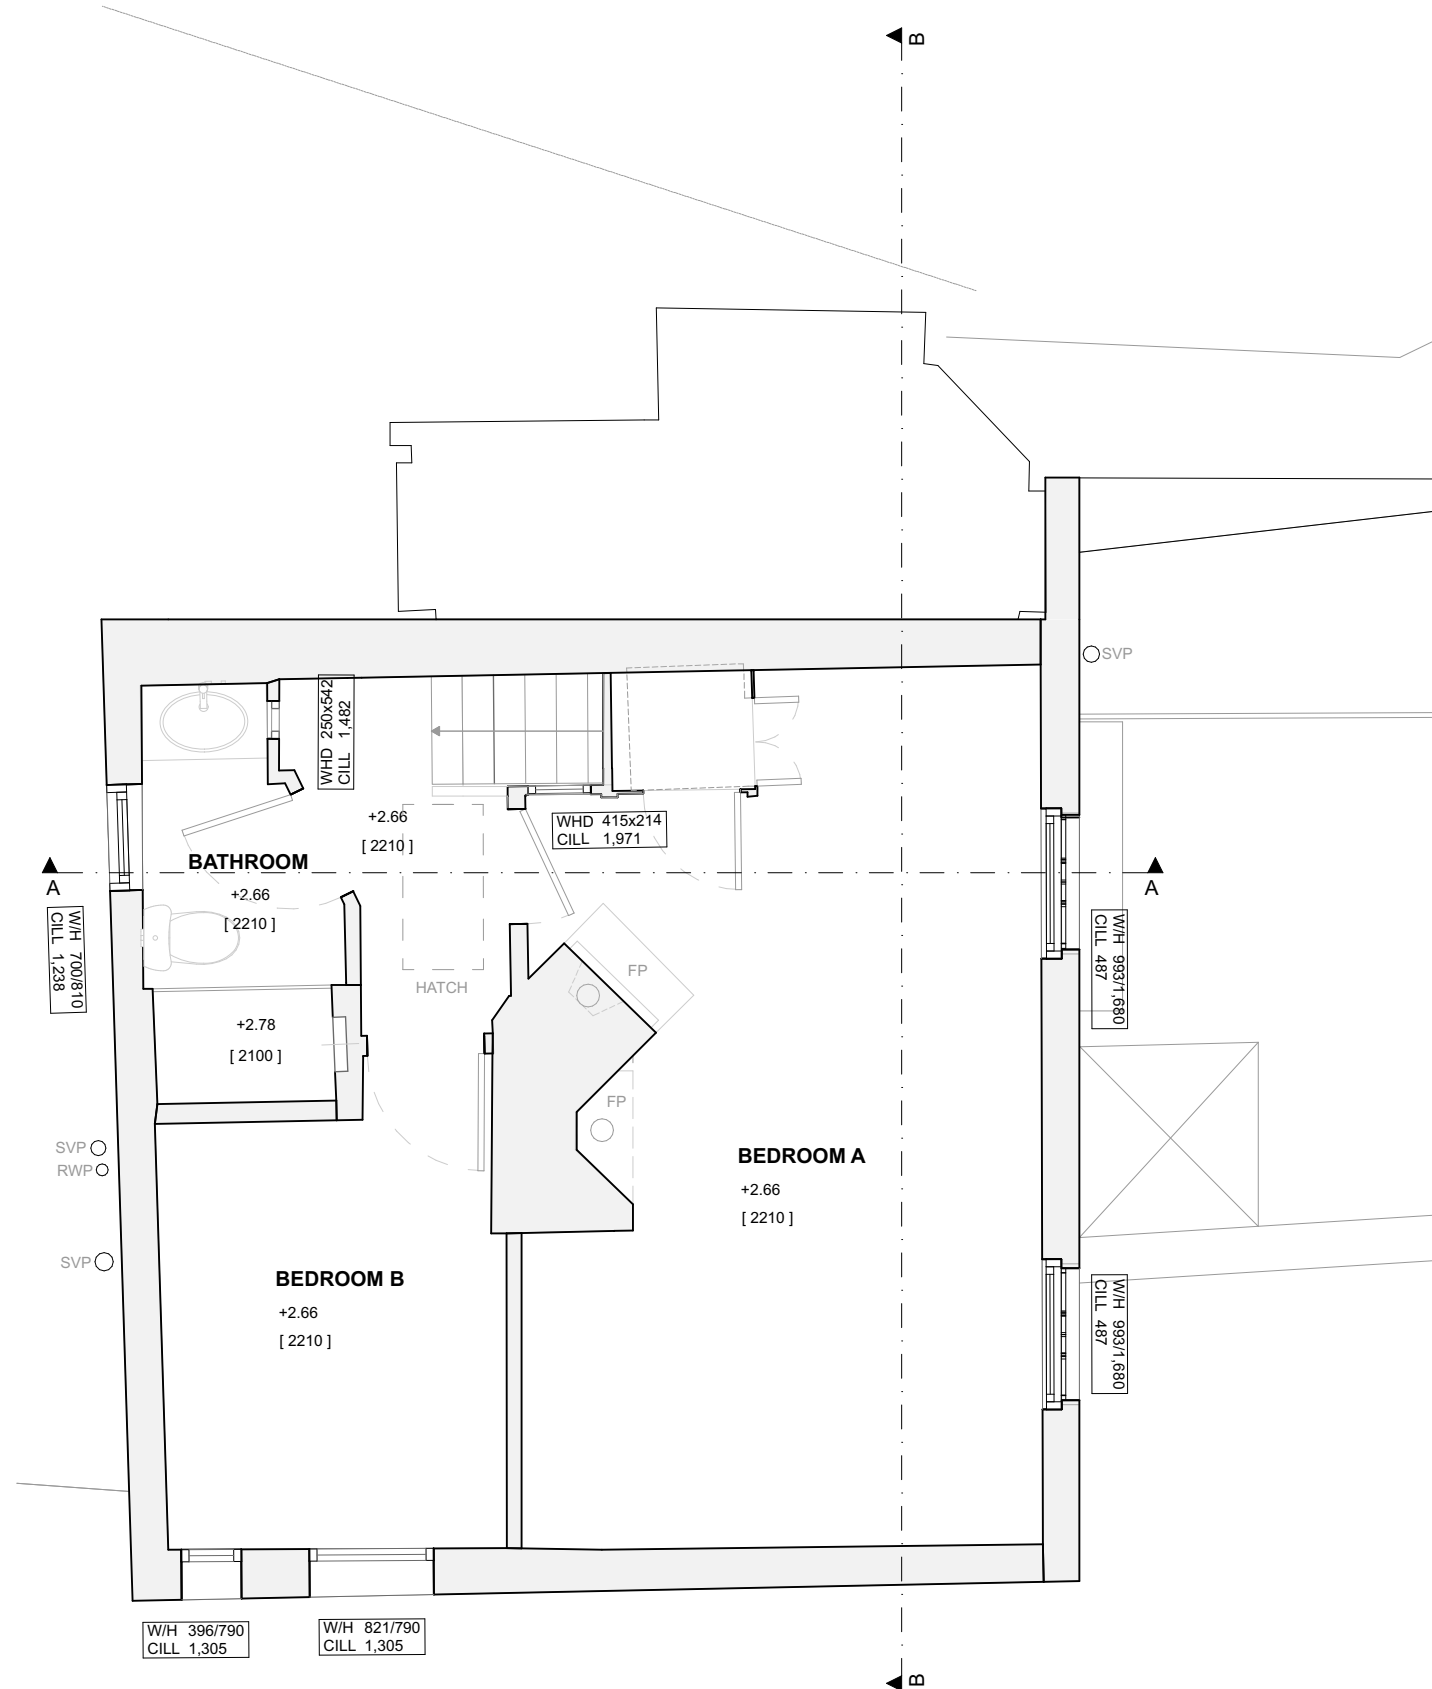 B
SVP
WHD 250x542
CILL 1,482
+2.66
[ 2210 ]
WHD 415x214
CILL 1,971
BATHROOM
+2.66
[ 2210 ]
A
A
W/H 700/810
CILL 1,238
W/H 993/1,680
CILL 487
FP
HATCH
+2.78
[ 2100 ]
FP
SVP
RWP
BEDROOM A
+2.66
[ 2210 ]
SVP
BEDROOM B
+2.66
[ 2210 ]
W/H 993/1,680
CILL 487
W/H 396/790
CILL 1,305
W/H 821/790
CILL 1,305
B